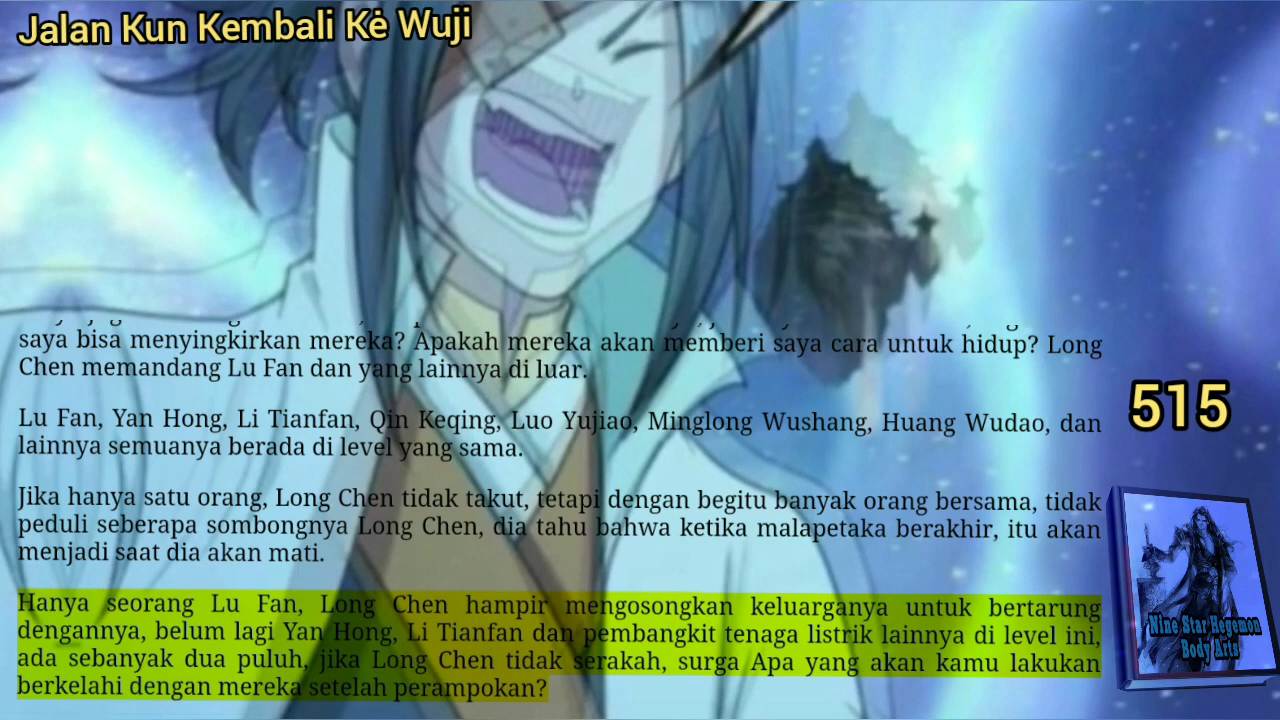 Jalan Kun Kembali Kė Wuji
saya bisa menyingkirkan mereka? Apakah mereka akan memberi saya cara untuk hidup? Long
Chen memandang Lu Fan dan yang lainnya di luar.
Lu Fan, Yan Hong, Li Tianfan, Qin Keqing, Luo Yujiao, Minglong Wushang, Huang Wudao, dan
lainnya semuanya berada di level yang sama.
Jika hanya satu orang, Long Chen tidak takut, tetapi dengan begitu banyak orang bersama, tidak
peduli seberapa sombongnya Long Chen, dia tahu bahwa ketika malapetaka berakhir, itu akan
menjadi saat dia akan mati.
Hanya seorang Lu Fan, Long Chen hampir mengosongkan keluarganya untuk bertarung
dengannya, belum lagi Yan Hong, Li Tianfan dan pembangkit tenaga listrik lainnya di level ini,
ada sebanyak dua puluh, jika Long Chen tidak serakah, surga Apa yang akan kamu lakukan
berkelahi dengan mereka setelah perampokan?
515
Nine Star Hegemon
Body Arts